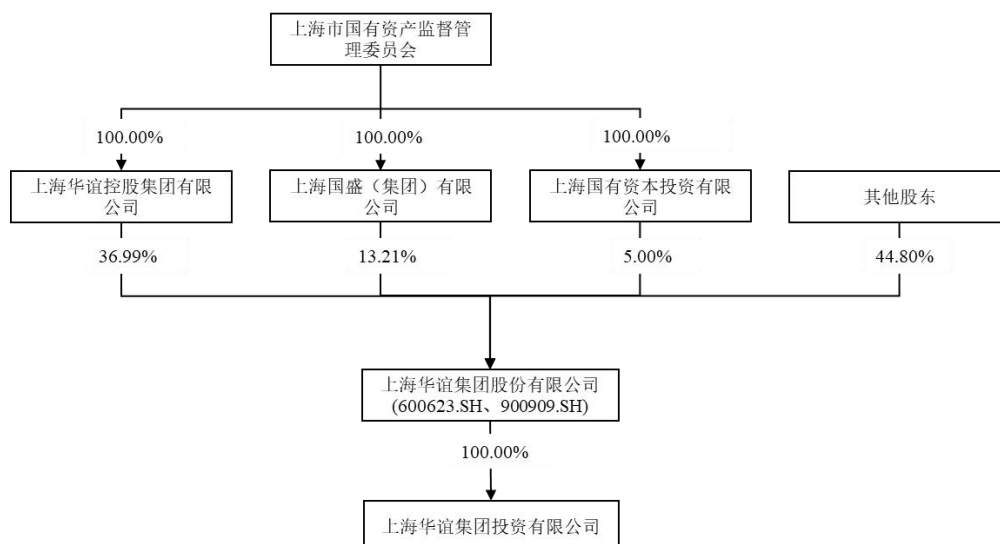 上海市国有资产监督管
理委员会
100.00%
100.00%
100.00%
上海华谊控股集团有限
公司
上海国盛（集团）有限
公司
上海国有资本投资有限
公司
其他股东
36.99%
13.21%
5.00%
44.80%
上海华谊集团股份有限公司
(600623.SH、900909.SH)
100.00%
上海华谊集团投资有限公司